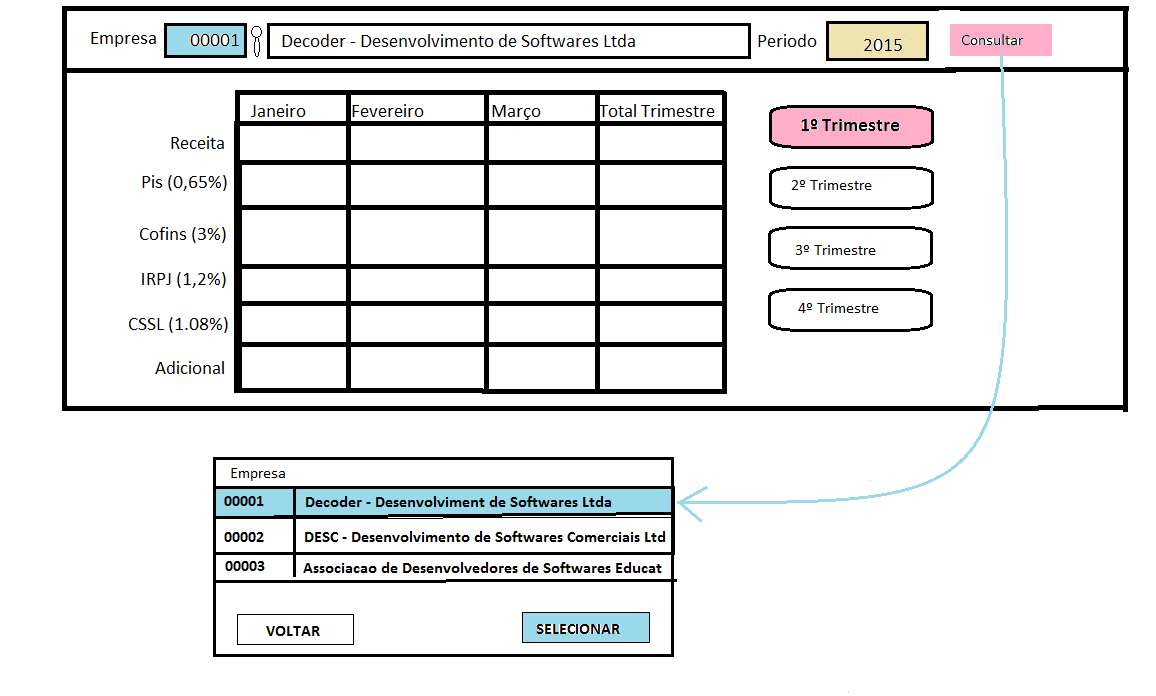 Empresa 00001 Decoder - Desenvolvimento de Softwares Ltda Periodo 2015 Consultar
Janeiro Fevereiro Março Total Trimestre
Receita
Pis (0,65%)
Cofins (3%)
IRPJ (1,2%)
CSSL (1.08%)
Adicional
1º Trimestre
2º Trimestre
3º Trimestre
4º Trimestre
Empresa
00001 Decoder - Desenvolviment de Softwares Ltda
00002 DESC - Desenvolvimento de Softwares Comerciais Ltd
00003 Associacao de Desenvolvedores de Softwares Educat
VOLTAR SELECIONAR